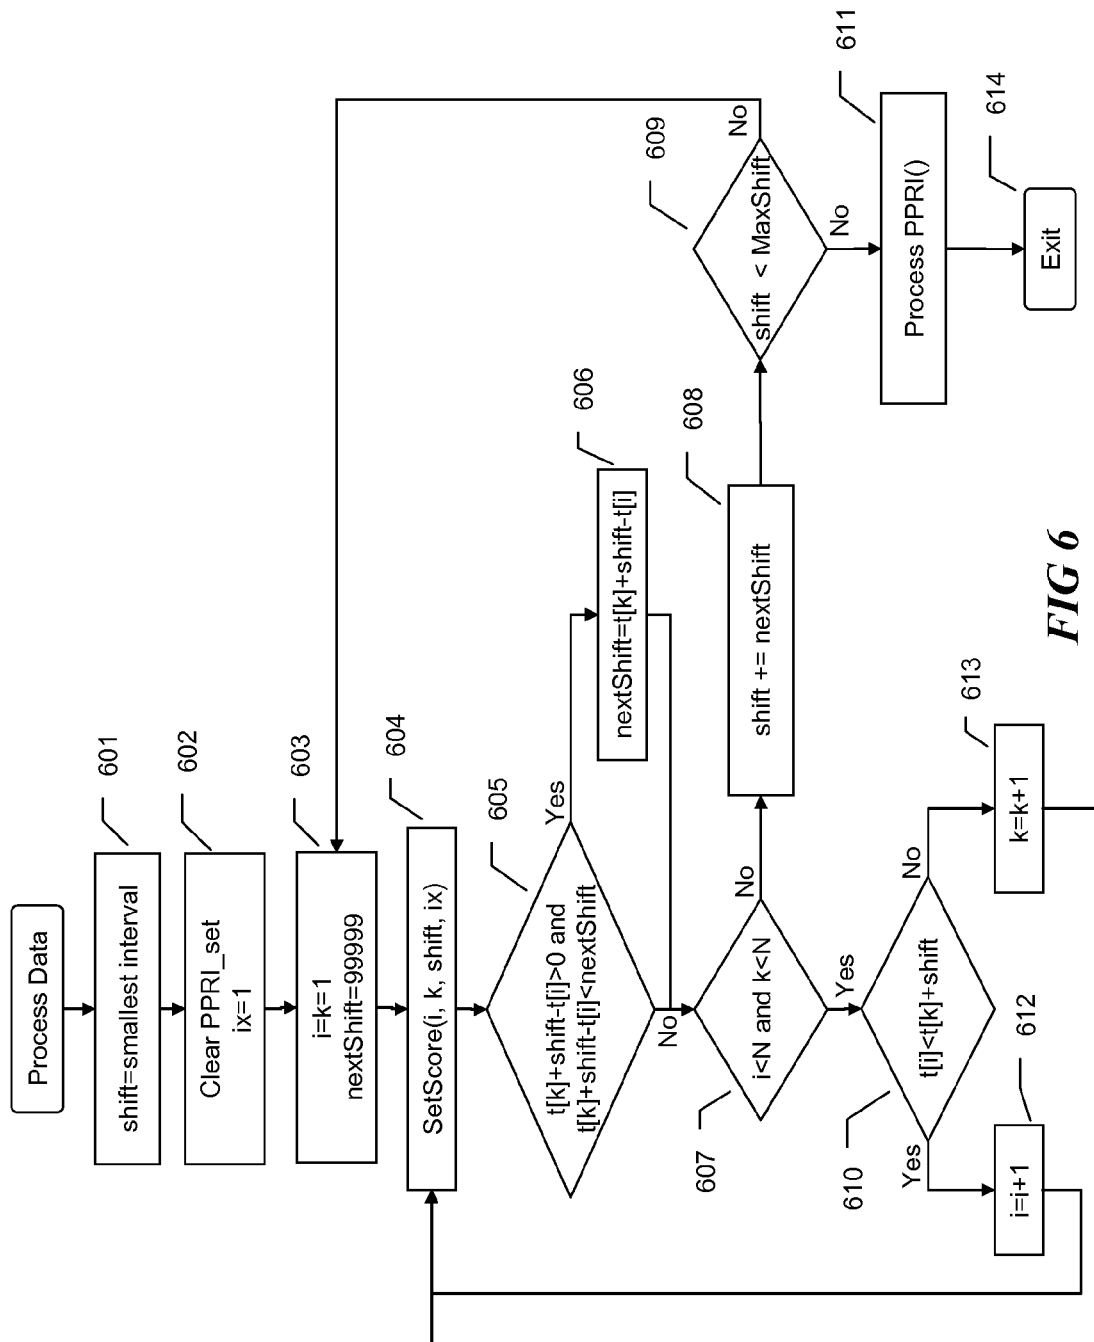 Process Data
601
shift=smallest interval
602
Clear PPRI_set
ix=1
603
i=k=1
nextShift=99999
604
SetScore(i, k, shift, ix)
605
t[k]+shift-t[i]>0 and
t[k]+shift-t[i]<nextShift
Yes
No
606
nextShift=t[k]+shift-t[i]
607
i<N and k<N
No
Yes
608
shift += nextShift
609
shift < MaxShift
No
No
610
t[i]<t[k]+shift
Yes
No
611
Process PPRI()
612
i=i+1
613
k=k+1
614
Exit
FIG 6